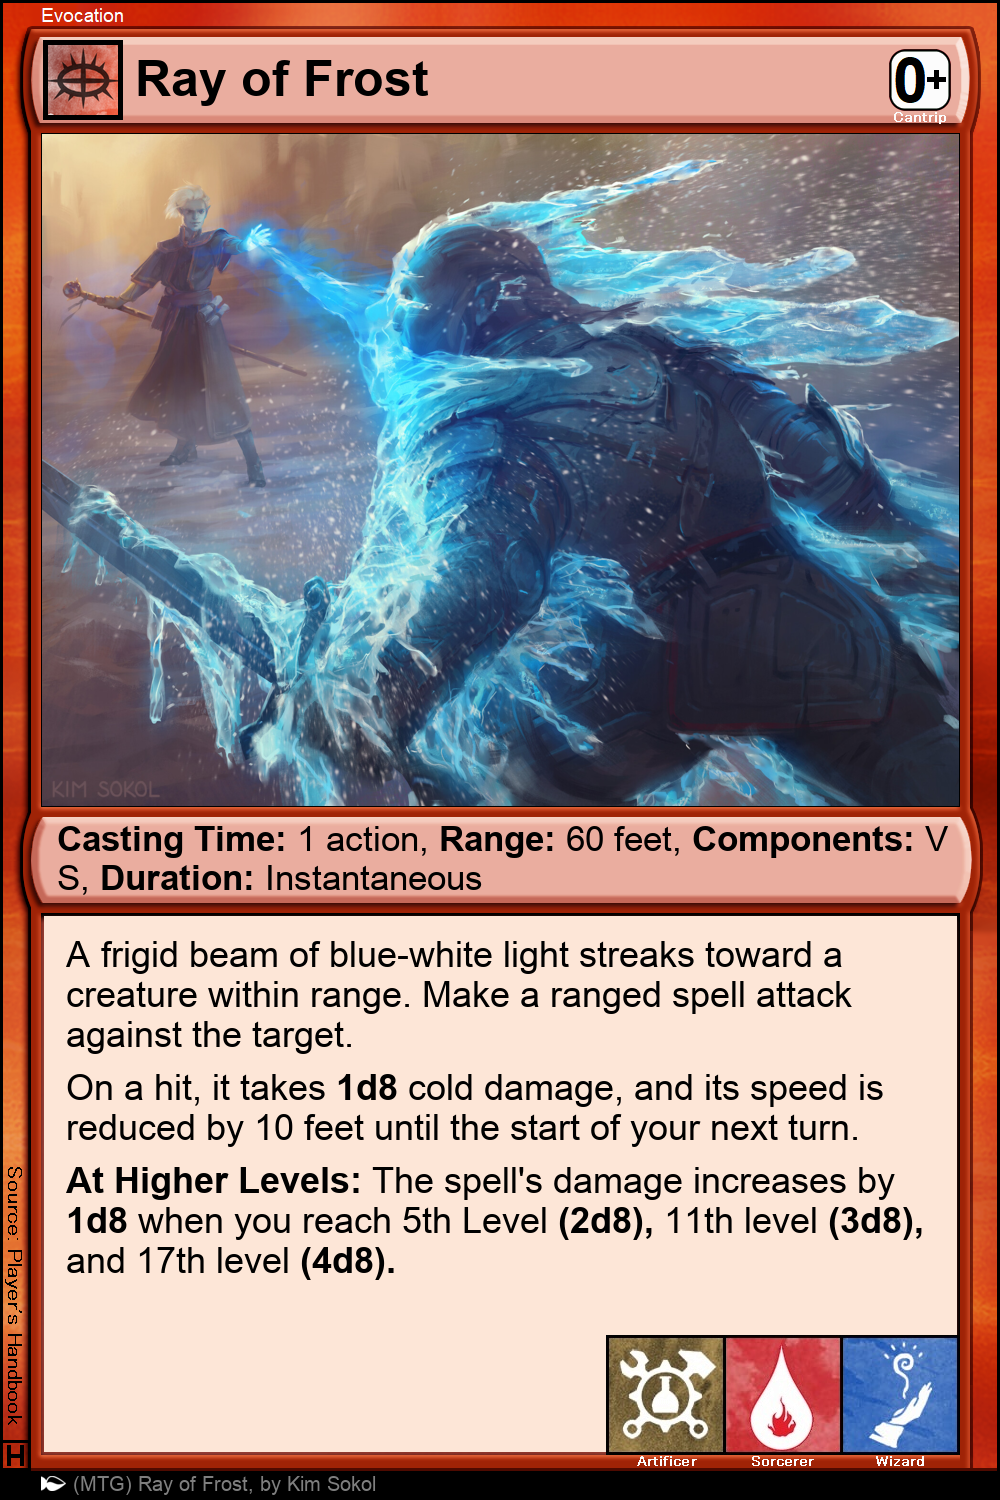 Evocation
Ray of Frost
0+
Cantrip
KIM SOKOL
Casting Time: 1 action, Range: 60 feet, Components: V
S, Duration: Instantaneous
A frigid beam of blue-white light streaks toward a
creature within range. Make a ranged spell attack
against the target.
On a hit, it takes 1d8 cold damage, and its speed is
reduced by 10 feet until the start of your next turn.
At Higher Levels: The spell's damage increases by
1d8 when you reach 5th Level (2d8), 11th level (3d8),
and 17th level (4d8).
Source: Player's Handbook
H
Artificer
Sorcerer
Wizard
(MTG) Ray of Frost, by Kim Sokol